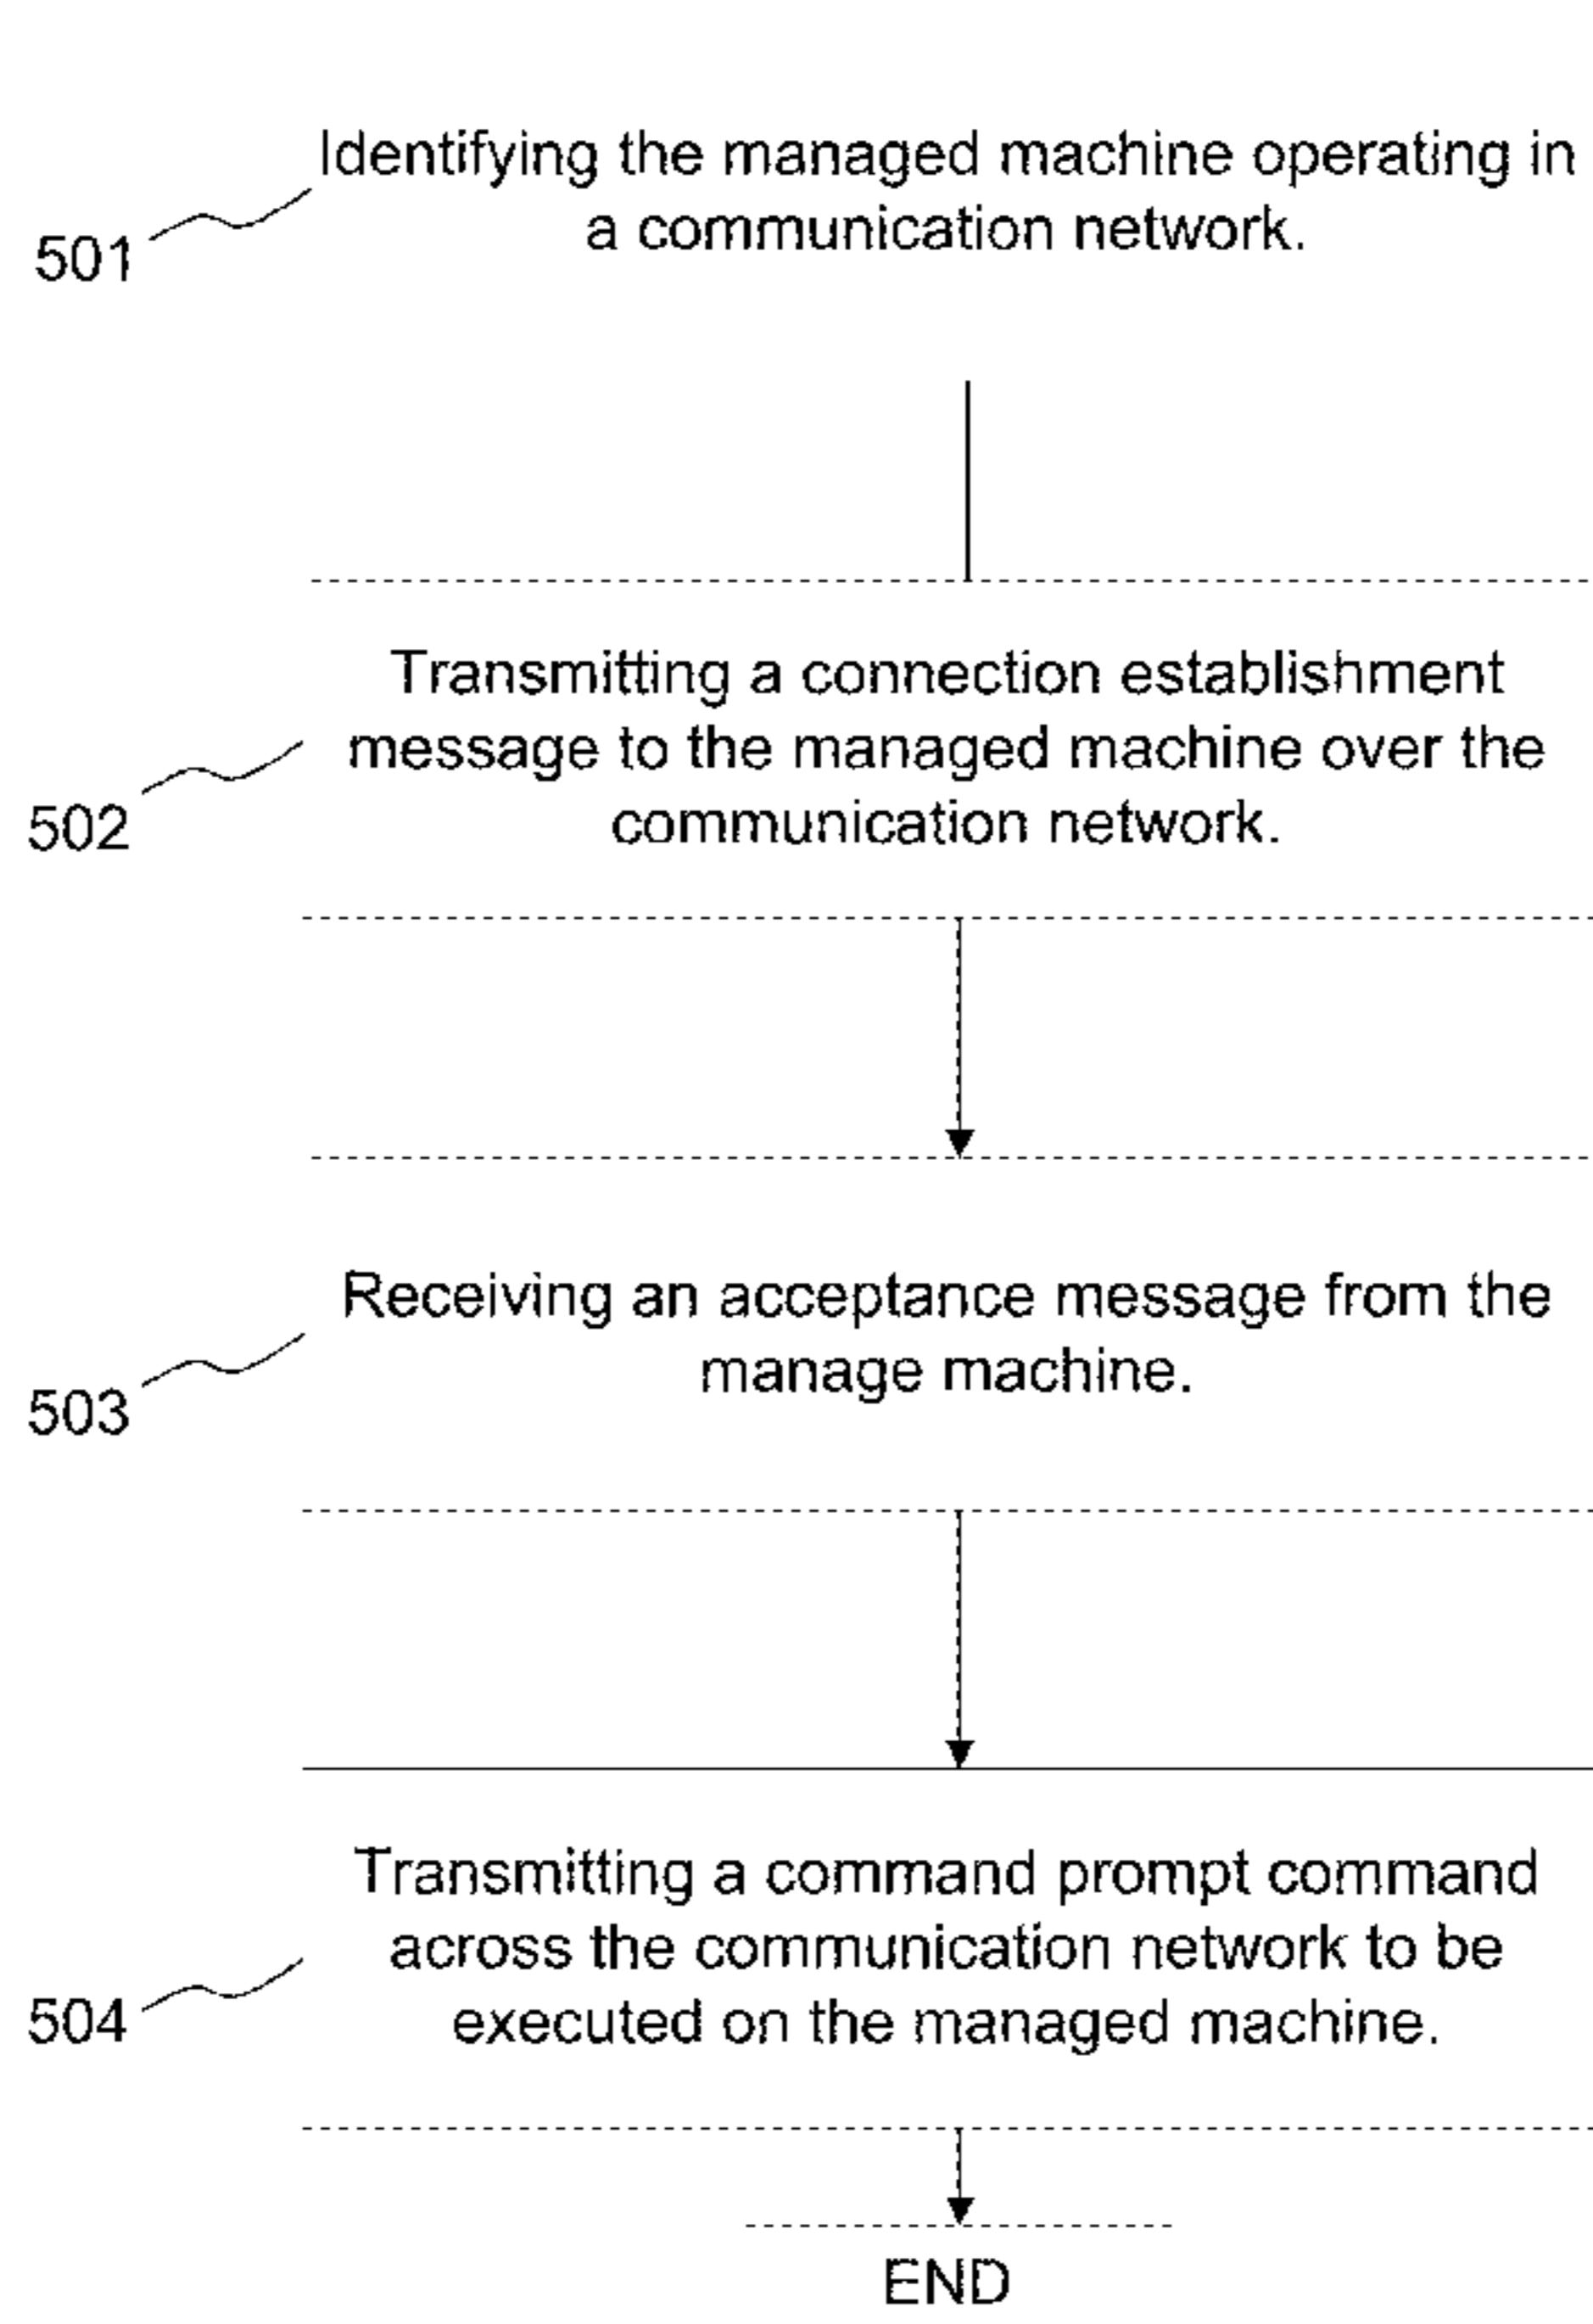 Identifying the managed machine operating in
a communication network.
501
Transmitting a connection establishment
message to the managed machine over the
communication network.
502
Receiving an acceptance message from the
manage machine.
503
Transmitting a command prompt command
across the communication network to be
executed on the managed machine.
504
END